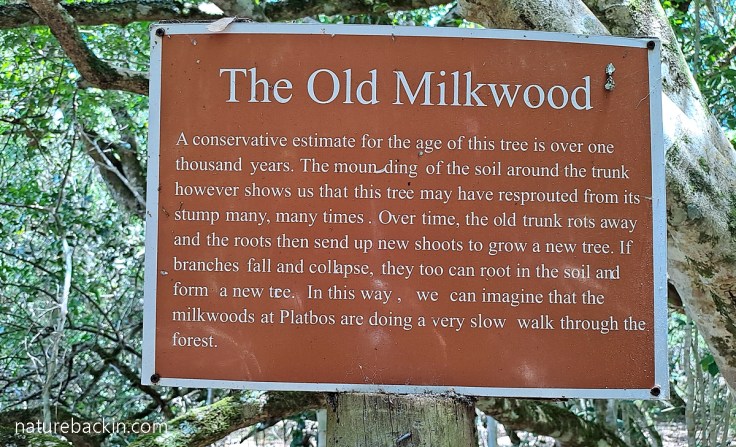 The Old Milkwood
A conservative estimate for the age of this tree is over one
thousand years. The mounding of the soil around the trunk
however shows us that this tree may have resprouted from its
stump many, many times. Over time, the old trunk rots away
and the roots then send up new shoots to grow a new tree. If
branches fall and collapse, they too can root in the soil and
form a new tree. In this way, we can imagine that the
milkwoods at Platbos are doing a very slow walk through the
forest.
naturebackin.com